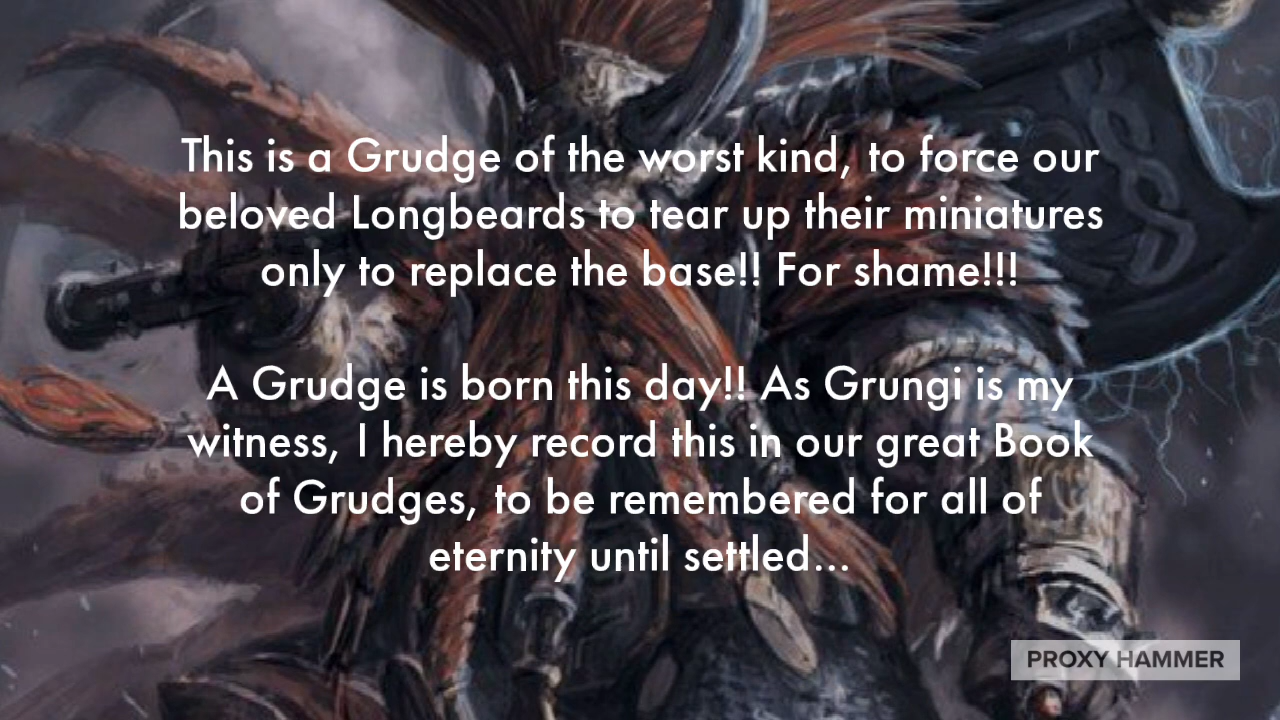 This is a Grudge of the worst kind, to force our
beloved Longbeards to tear up their miniatures
only to replace the base!! For shame!!!
A Grudge is born this day!! As Grungi is my
witness, I hereby record this in our great Book
of Grudges, to be remembered for all of
eternity until settled...
PROXY HAMMER